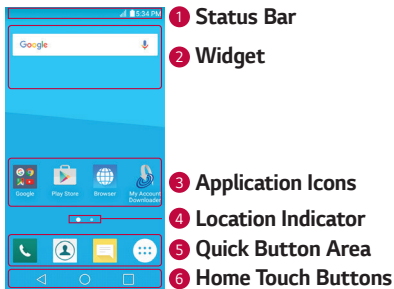 5:34 PM
1 Status Bar
Google
2 Widget
Google Play Store Browser My Account Downloader
3 Application Icons
4 Location Indicator
5 Quick Button Area
6 Home Touch Buttons